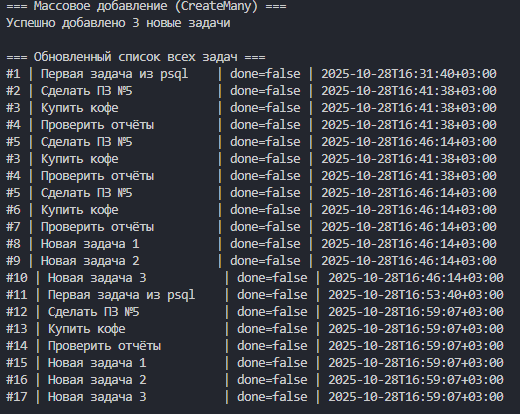 === Массовое добавление (CreateMany) ===
Успешно добавлено 3 новые задачи
=== Обновленный список всех задач ===
#1 | Первая задача из psql | done=false | 2025-10-28T16:31:40+03:00
#2 | Сделать ПЗ №5 | done=false | 2025-10-28T16:41:38+03:00
#3 | Купить кофе | done=false | 2025-10-28T16:41:38+03:00
#4 | Проверить отчёты | done=false | 2025-10-28T16:41:38+03:00
#5 | Сделать ПЗ №5 | done=false | 2025-10-28T16:46:14+03:00
#3 | Купить кофе | done=false | 2025-10-28T16:41:38+03:00
#4 | Проверить отчёты | done=false | 2025-10-28T16:41:38+03:00
#5 | Сделать ПЗ №5 | done=false | 2025-10-28T16:46:14+03:00
#6 | Купить кофе | done=false | 2025-10-28T16:46:14+03:00
#7 | Проверить отчёты | done=false | 2025-10-28T16:46:14+03:00
#8 | Новая задача 1 | done=false | 2025-10-28T16:46:14+03:00
#9 | Новая задача 2 | done=false | 2025-10-28T16:46:14+03:00
#10 | Новая задача 3 | done=false | 2025-10-28T16:46:14+03:00
#11 | Первая задача из psql | done=false | 2025-10-28T16:53:40+03:00
#12 | Сделать ПЗ №5 | done=false | 2025-10-28T16:59:07+03:00
#13 | Купить кофе | done=false | 2025-10-28T16:59:07+03:00
#14 | Проверить отчёты | done=false | 2025-10-28T16:59:07+03:00
#15 | Новая задача 1 | done=false | 2025-10-28T16:59:07+03:00
#16 | Новая задача 2 | done=false | 2025-10-28T16:59:07+03:00
#17 | Новая задача 3 | done=false | 2025-10-28T16:59:07+03:00